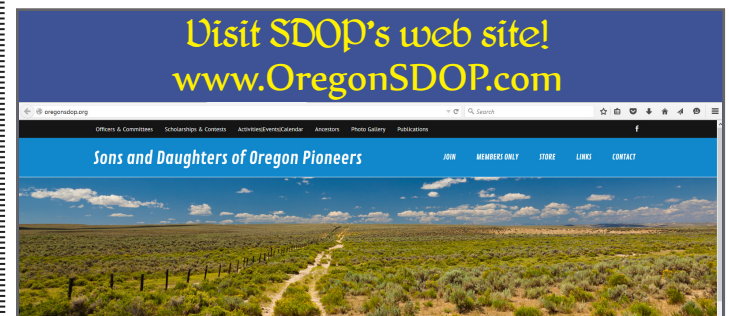 Visit SDOP's web site!
www.OregonSDOP.com
oregonsdop.org
Search
Officers & Committees Scholarships & Contests Activities|Events|Calendar Ancestors Photo Gallery Publications
f
Sons and Daughters of Oregon Pioneers JOIN MEMBERS ONLY STORE LINKS CONTACT